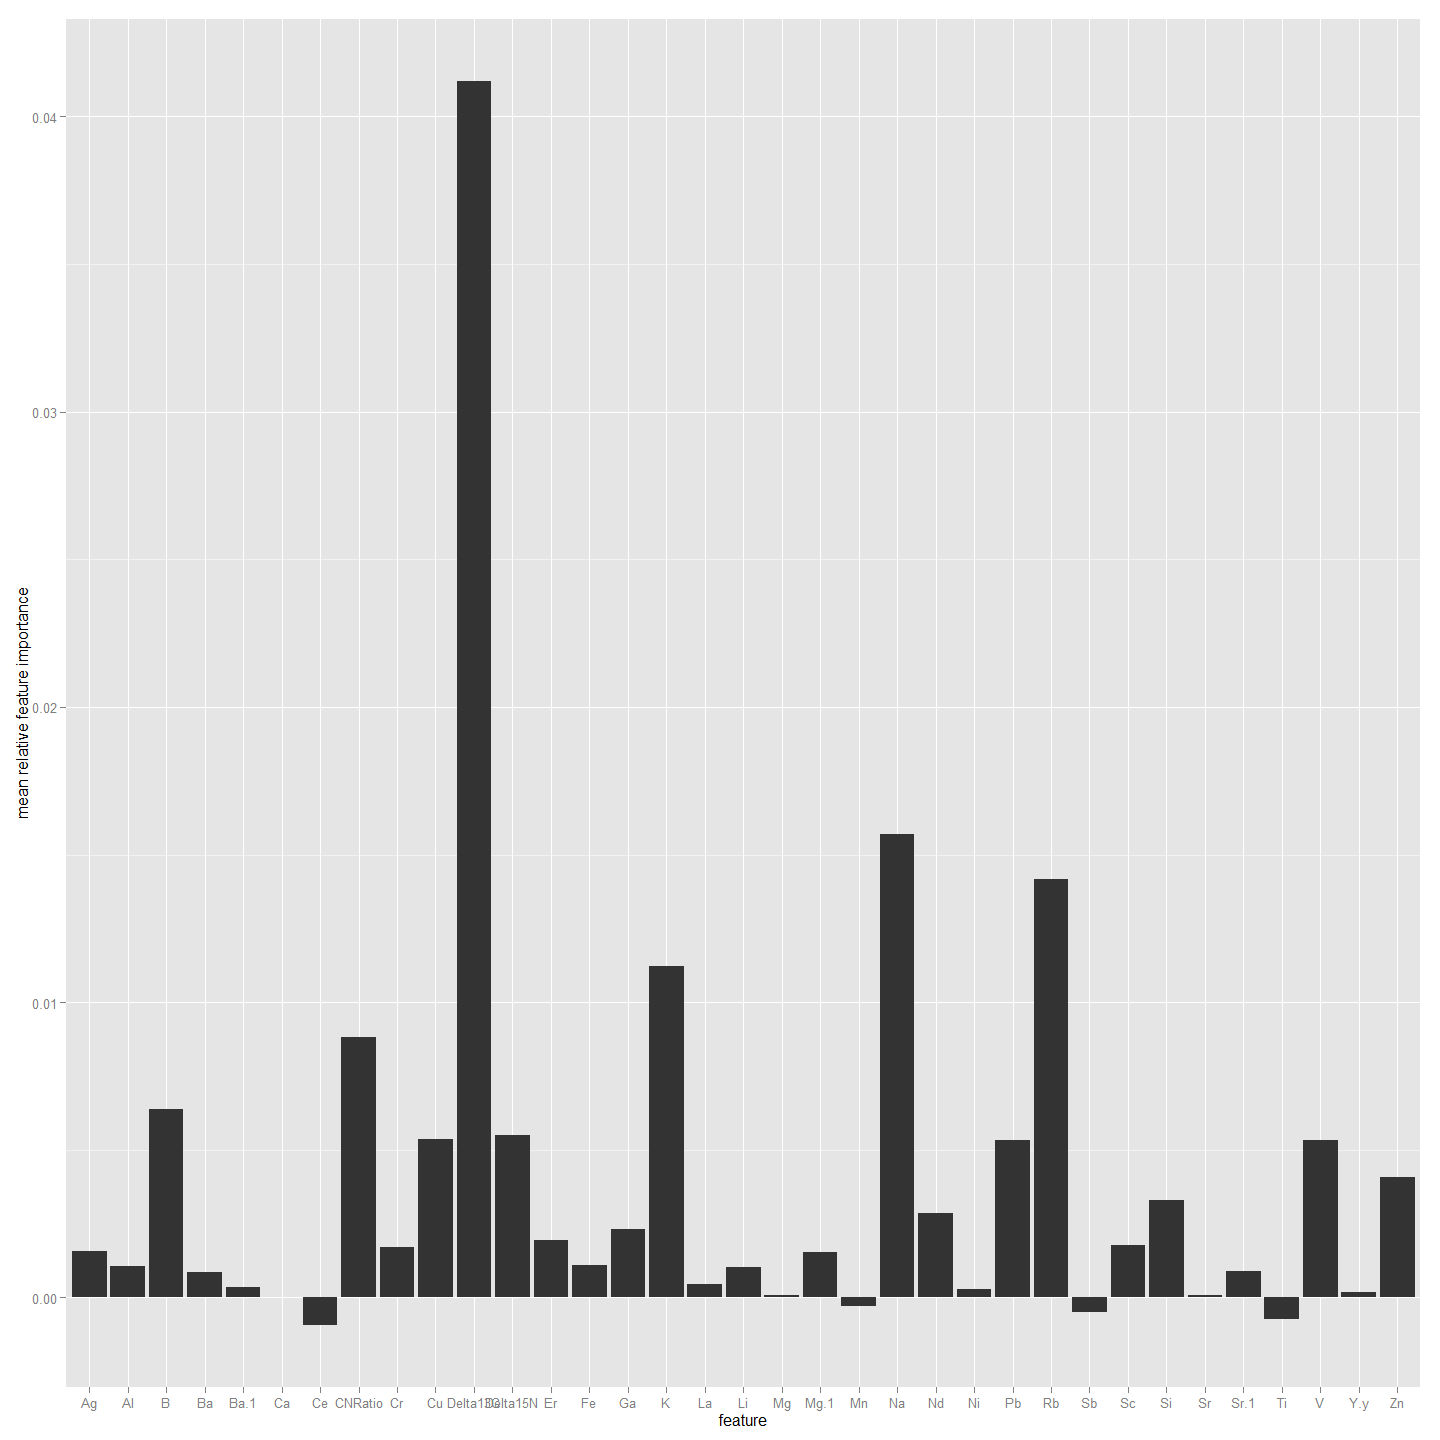 mean relative feature importance
0.04
0.03
0.02
0.01
0.00
Ag Al B Ba Ba.1 Ca Ce CNRatio Cr Cu Delta13C Delta15N Er Fe Ga K La Li Mg Mg.1 Mn Na Nd Ni Pb Rb Sb Sc Si Sr Sr.1 Ti V Y.y Zn
feature